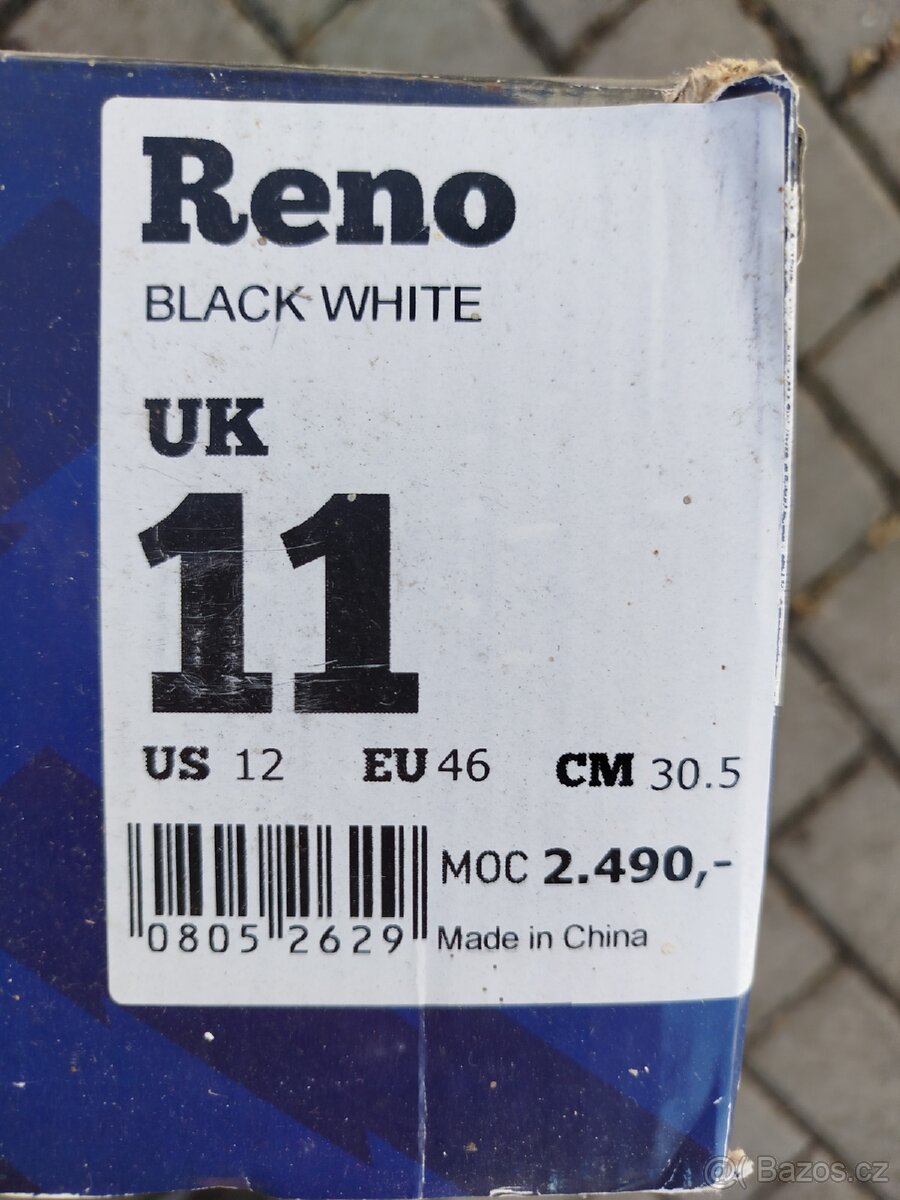 Reno
BLACK WHITE
UK
11
US 12 EU 46 CM 30.5
MOC 2.490,-
0805 2629 Made in China
Bazos.cz